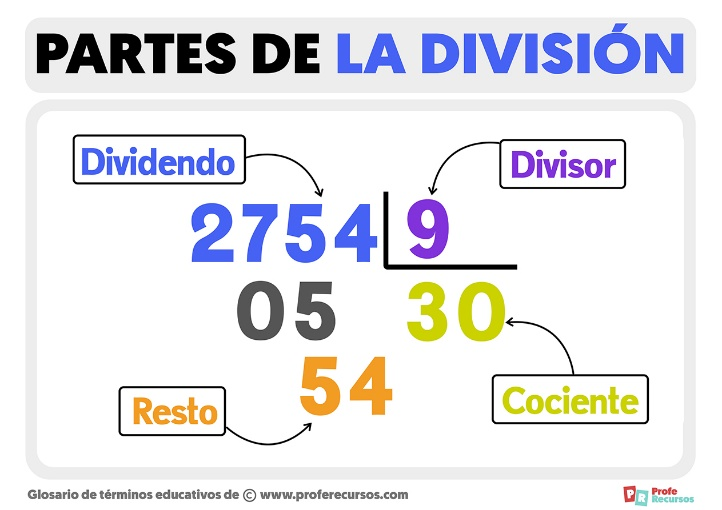 PARTES DE LA DIVISIÓN
Dividendo
Divisor
2754 9
05 30
54
Resto
Cociente
Glosario de términos educativos de © www.proferecursos.com
PR Profe
Recursos